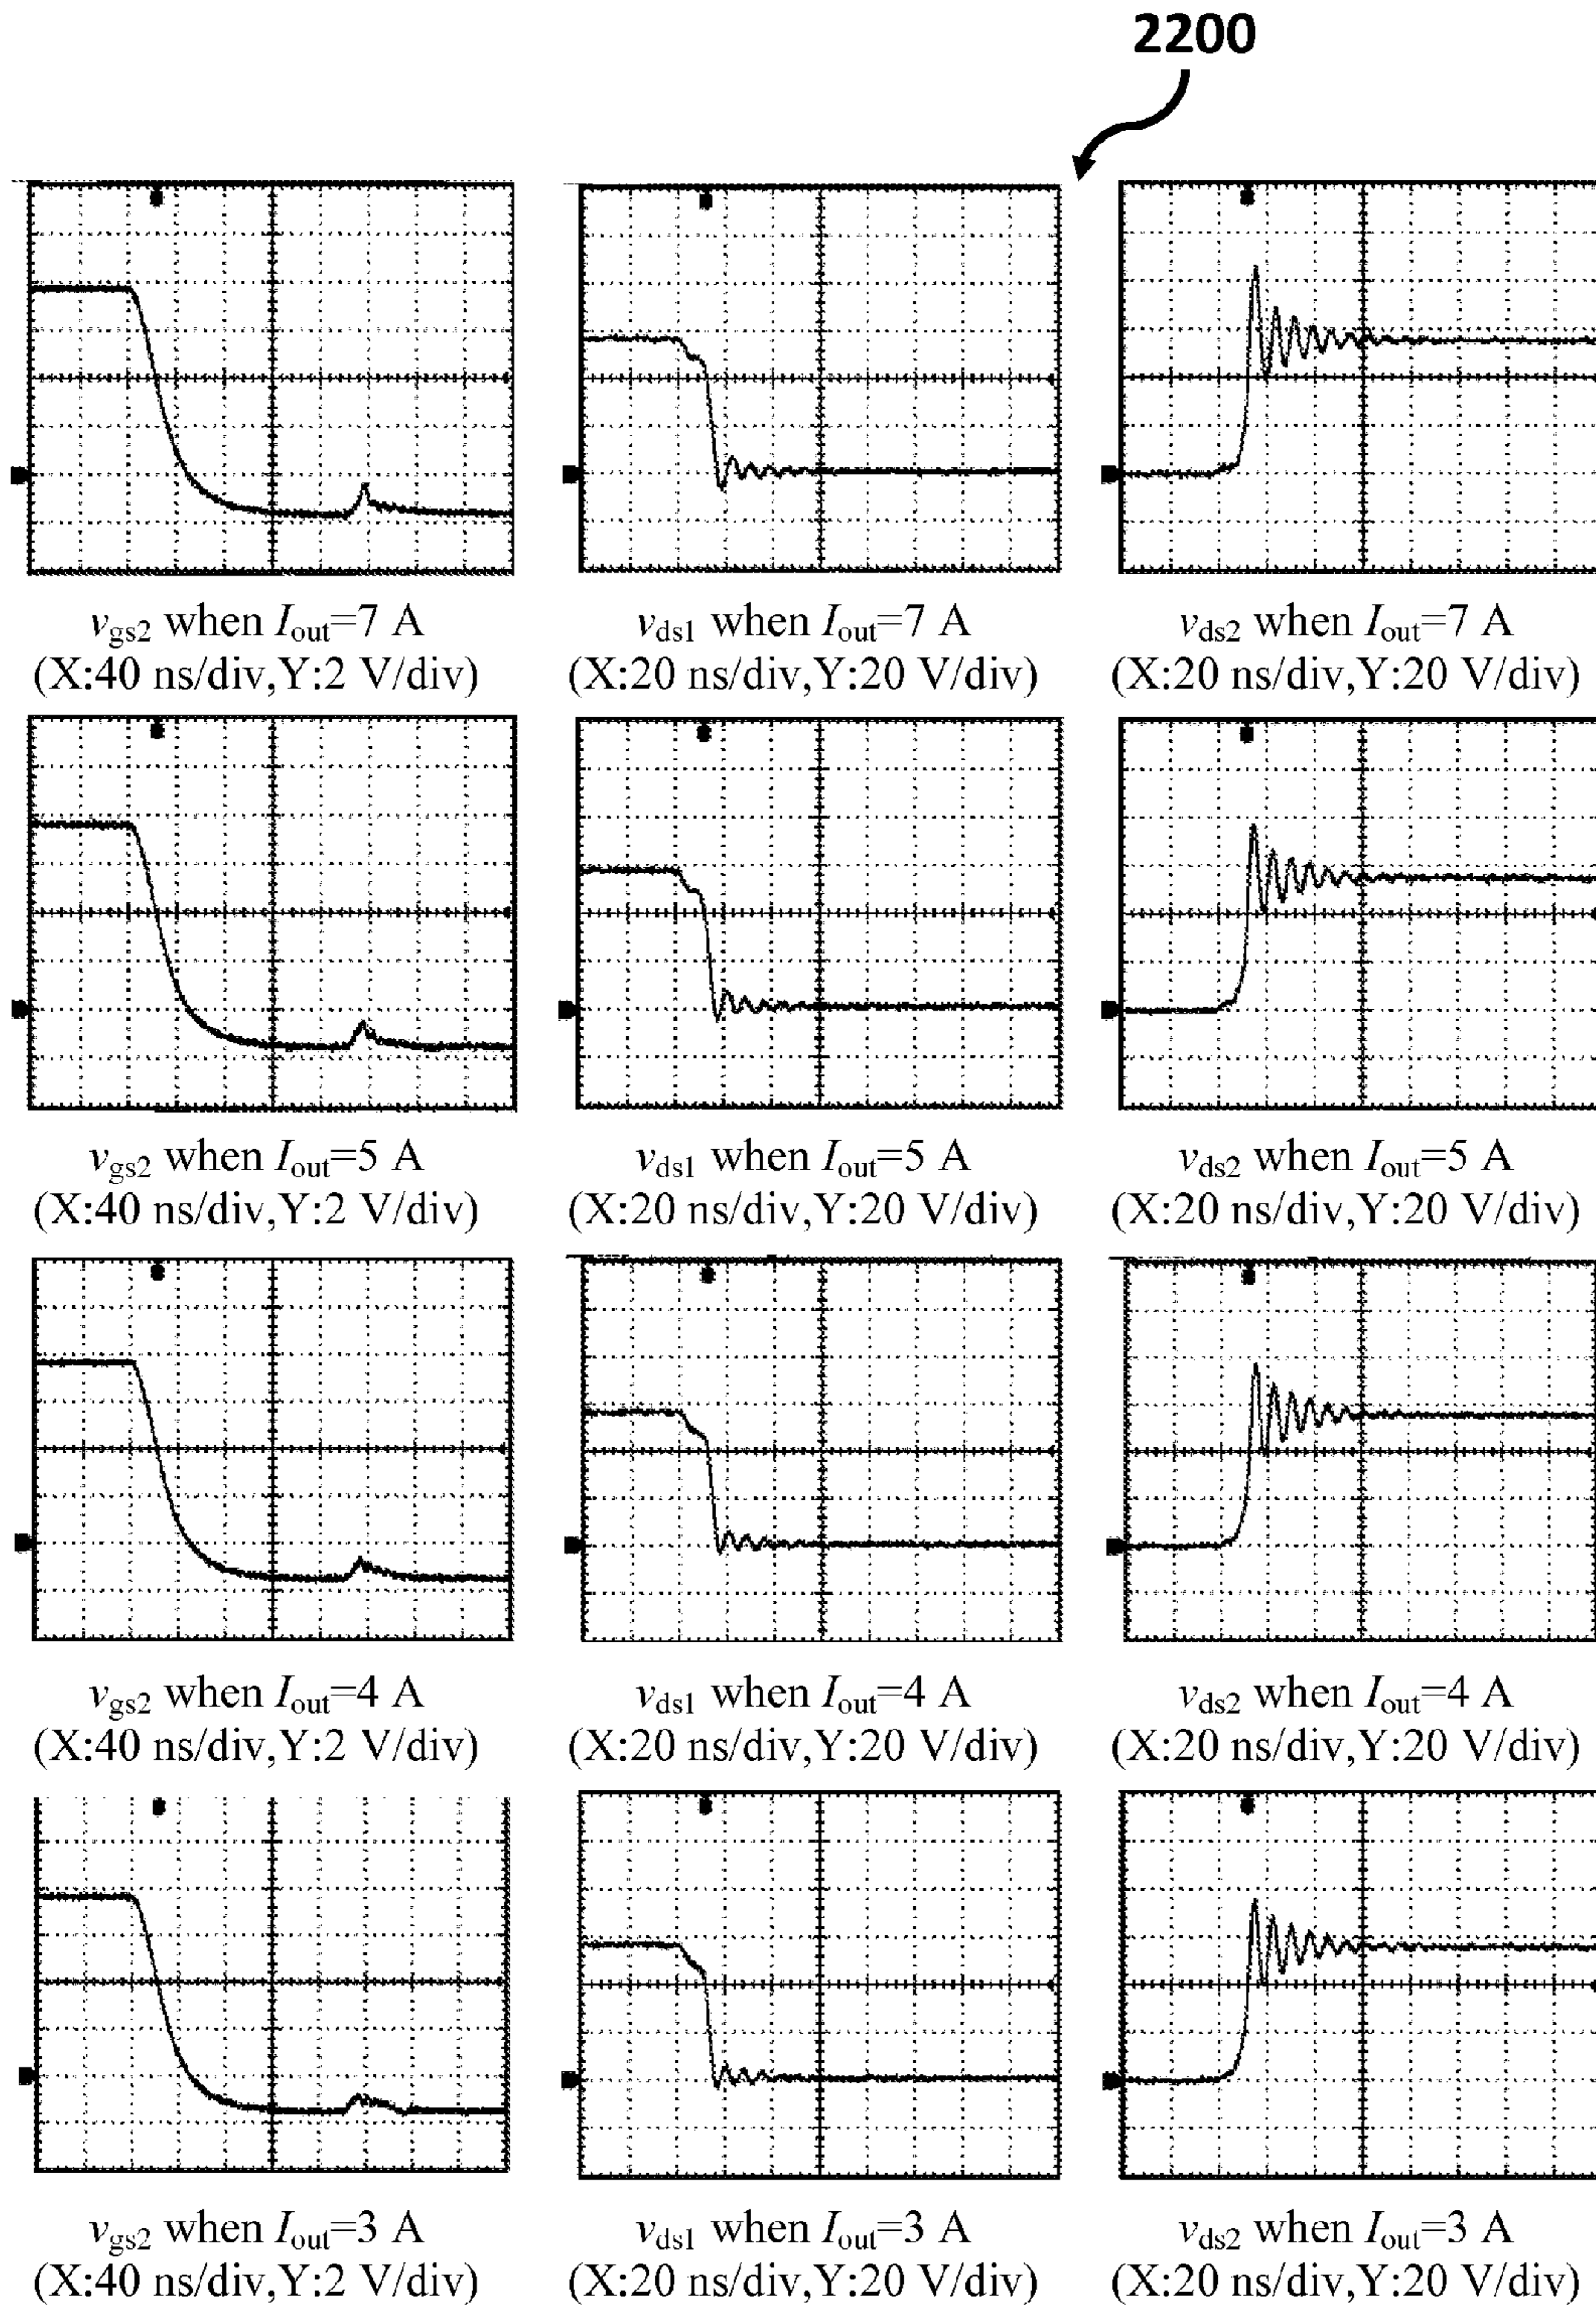 2200
vgs2 when Iout=7 A
(X:40 ns/div,Y:2 V/div)
vds1 when Iout=7 A
(X:20 ns/div,Y:20 V/div)
vds2 when Iout=7 A
(X:20 ns/div,Y:20 V/div)
vgs2 when Iout=5 A
(X:40 ns/div,Y:2 V/div)
vds1 when Iout=5 A
(X:20 ns/div,Y:20 V/div)
vds2 when Iout=5 A
(X:20 ns/div,Y:20 V/div)
vgs2 when Iout=4 A
(X:40 ns/div,Y:2 V/div)
vds1 when Iout=4 A
(X:20 ns/div,Y:20 V/div)
vds2 when Iout=4 A
(X:20 ns/div,Y:20 V/div)
vgs2 when Iout=3 A
(X:40 ns/div,Y:2 V/div)
vds1 when Iout=3 A
(X:20 ns/div,Y:20 V/div)
vds2 when Iout=3 A
(X:20 ns/div,Y:20 V/div)